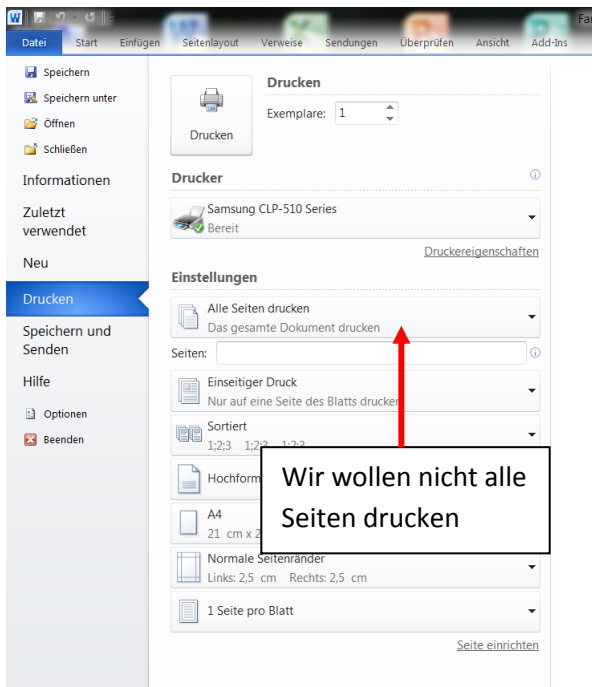 Far
Datei Start Einfügen Seitenlayout Verweise Sendungen Überprüfen Ansicht Add-Ins
Speichern
Speichern unter
Öffnen
Schließen
Informationen
Zuletzt
verwendet
Neu
Drucken
Speichern und
Senden
Hilfe
Optionen
Beenden
Drucken
Drucken
Exemplare: 1
Drucker
Samsung CLP-510 Series
Bereit
Druckereigenschaften
Einstellungen
Alle Seiten drucken
Das gesamte Dokument drucken
Seiten:
Einseitiger Druck
Nur auf eine Seite des Blatts drucken
Sortiert
1;2;3 1;2;3 1;2;3
Hochform
A4
21 cm x 2
Normale Seitenränder
Links: 2,5 cm Rechts: 2,5 cm
1 Seite pro Blatt
Seite einrichten
Wir wollen nicht alle
Seiten drucken